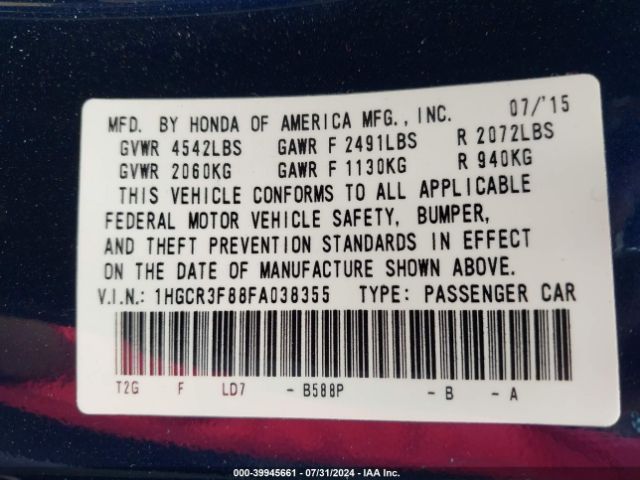 MFD. BY HONDA OF AMERICA MFG., INC. 07/'15
GVWR 4542LBS GAWR F 2491LBS R 2072LBS
GVWR 2060KG GAWR F 1130KG R 940KG
THIS VEHICLE CONFORMS TO ALL APPLICABLE
FEDERAL MOTOR VEHICLE SAFETY, BUMPER,
AND THEFT PREVENTION STANDARDS IN EFFECT
ON THE DATE OF MANUFACTURE SHOWN ABOVE.
V.I.N.: 1HGCR3F88FA038355 TYPE: PASSENGER CAR
T2G F LD7 - B588P - B - A
000-39945661 - 07/31/2024 - IAA Inc.